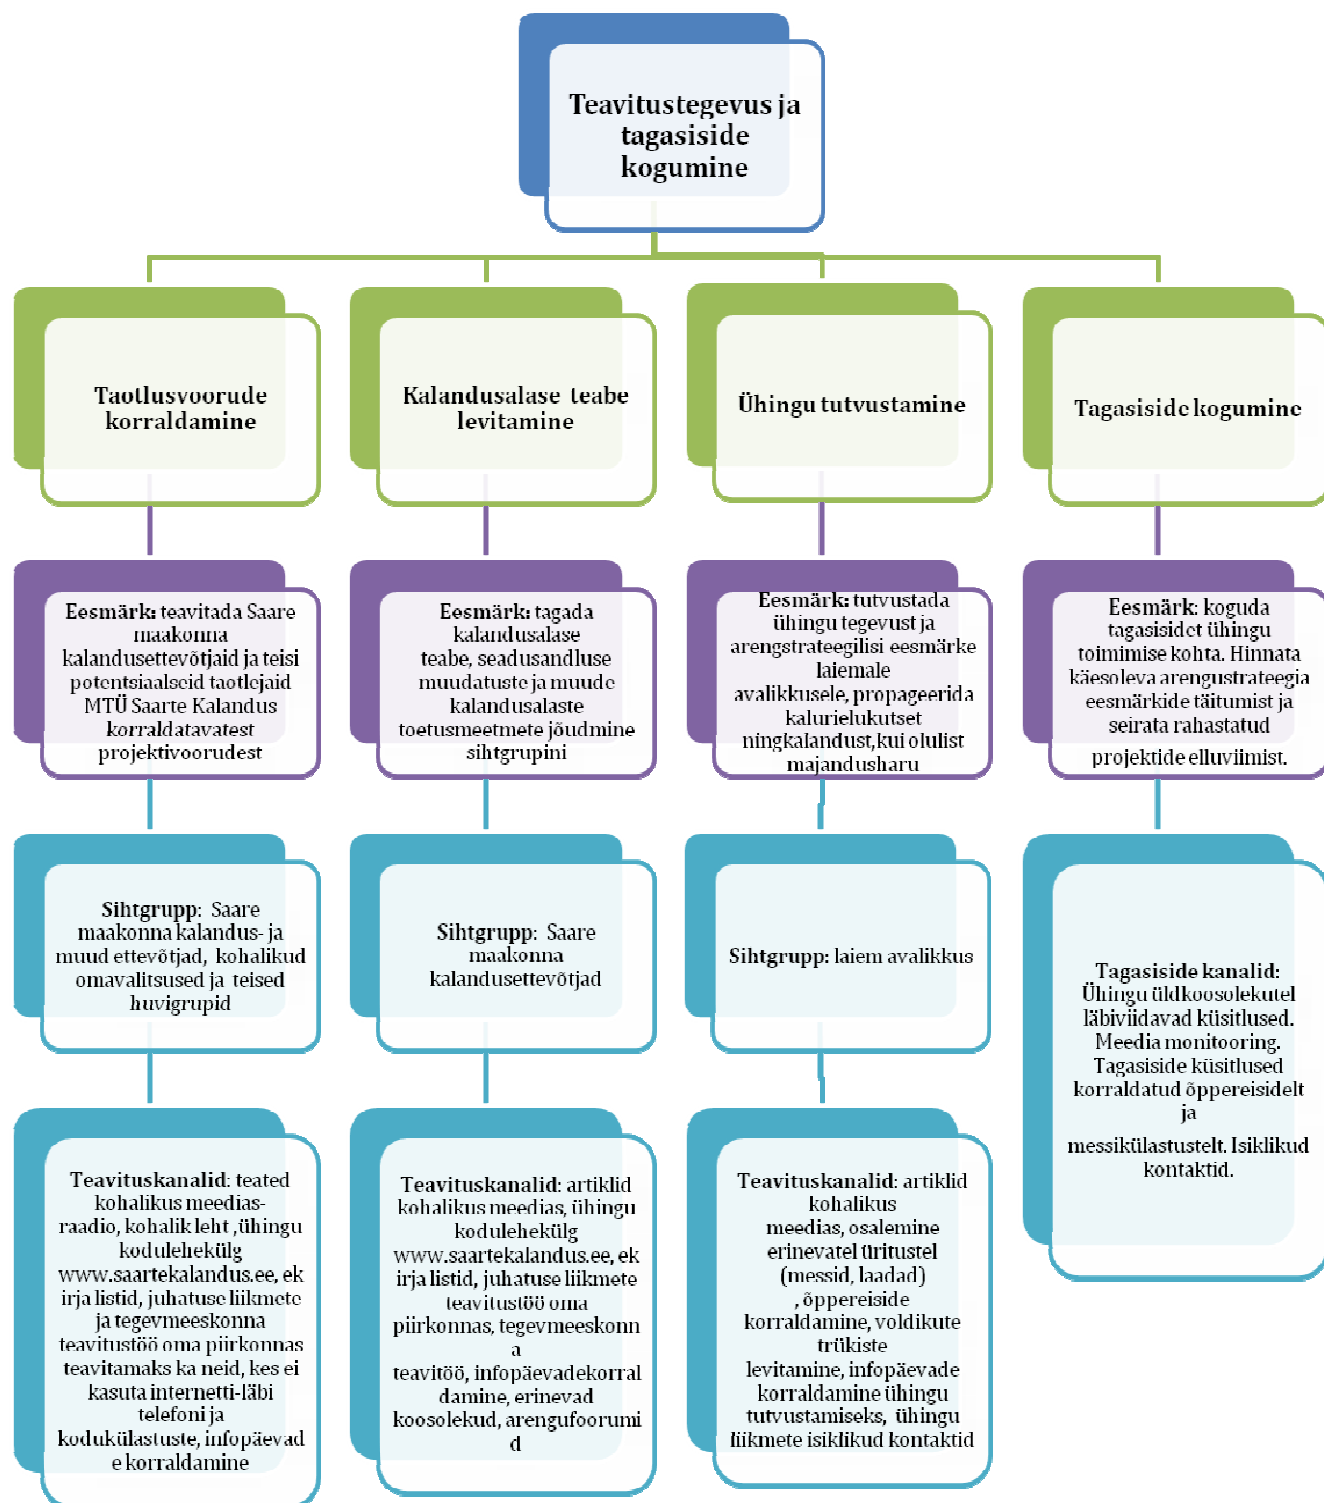 Teavitustegevus ja
tagasiside
kogumine
Taotlusvoorude
korraldamine
Kalandusalase teabe
levitamine
Ühingu tutvustamine
Tagasiside kogumine
Eesmärk: teavitada Saare
maakonna
kalandusettevõtjaid ja teisi
potentsiaalseid taotlejaid
MTÜ Saarte Kalandus
korraldatavatest
projektivoorudest
Eesmärk: tagada
kalandusalase
teabe, seadusandluse
muudatuste ja muude
kalandusalaste
toetusmeetmete jõudmine
sihtgrupini
Eesmärk: tutvustada
ühingu tegevust ja
arengstrateegilisi eesmärke
laiemale
avalikkusele, propageerida
kalurielukutset
ningkalandust,kui olulist
majandusharu
Eesmärk: koguda
tagasisidet ühingu
toimimise kohta. Hinnata
käesoleva arengustrateegia
eesmärkide täitumist ja
seirata rahastatud
projektide elluviimist.
Sihtgrupp: Saare
maakonna kalandus- ja
muud ettevõtjad, kohalikud
omavalitsused ja teised
huvigrupid
Sihtgrupp: Saare
maakonna
kalandusettevõtjad
Sihtgrupp: laiem avalikkus
Tagasiside kanalid:
Ühingu üldkoosolekutel
läbiviidavad küsitlused.
Meedia monitooring.
Tagasiside küsitlused
korraldatud õppereisidelt
ja
messikülastustelt. Isiklikud
kontaktid.
Teavituskanalid: teated
kohalikus meedias-
raadio, kohalik leht ,ühingu
kodulehekülg
www.saartekalandus.ee, ek
irja listid, juhatuse liikmete
ja tegevmeeskonna
teavitustöö oma piirkonnas
teavitamaks ka neid, kes ei
kasuta internetti-läbi
telefoni ja
kodukülastuste, infopäevad
e korraldamine
Teavituskanalid: artiklid
kohalikus meedias, ühingu
kodulehekülg
www.saartekalandus.ee, ek
irja listid, juhatuse liikmete
teavitustöö oma
piirkonnas, tegevmeeskonn
a
teavitöö, infopäevadekorral
damine, erinevad
koosolekud, arengufoorumi
d
Teavituskanalid: artiklid
kohalikus
meedias, osalemine
erinevatel üritustel
(messid, laadad)
, õppereiside
korraldamine, voldikute
trükiste
levitamine, infopäevade
korraldamine ühingu
tutvustamiseks, ühingu
liikmete isiklikud kontaktid